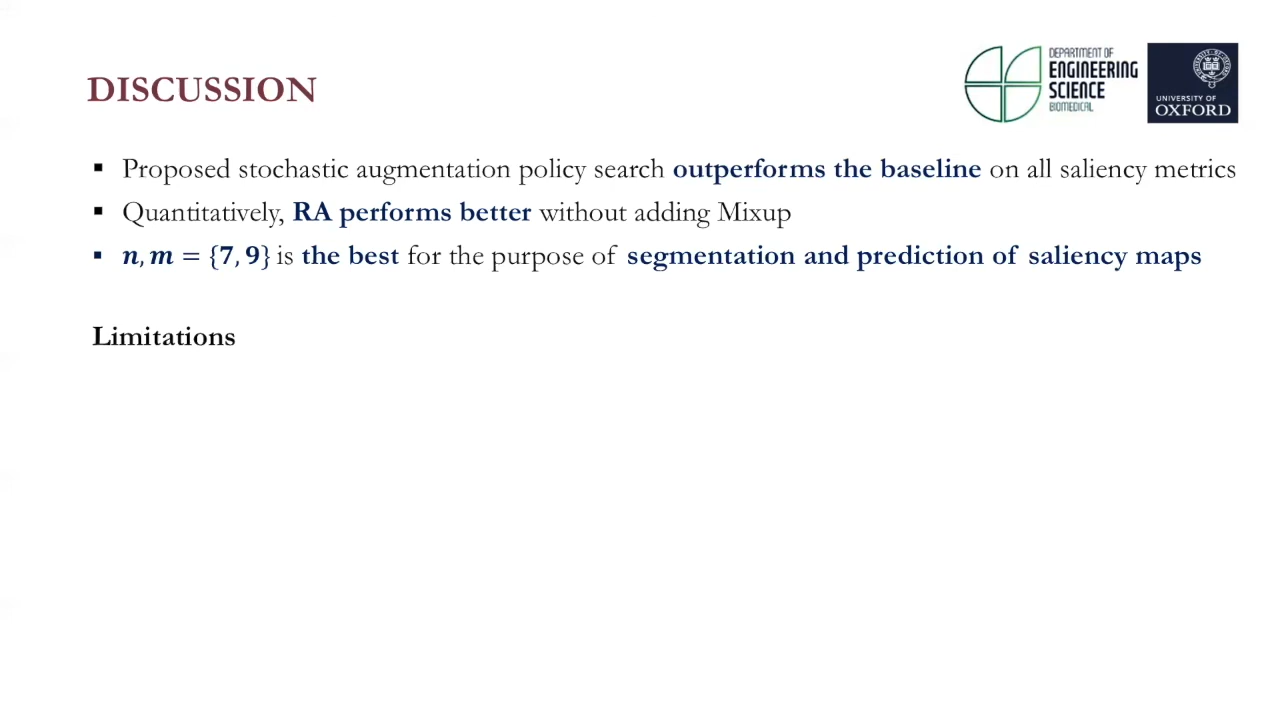 DISCUSSION
DEPARTMENT OF
ENGINEERING
SCIENCE
BIOMEDICAL
UNIVERSITY OF
OXFORD
▪ Proposed stochastic augmentation policy search outperforms the baseline on all saliency metrics
▪ Quantitatively, RA performs better without adding Mixup
▪ n, m = {7, 9} is the best for the purpose of segmentation and prediction of saliency maps
Limitations